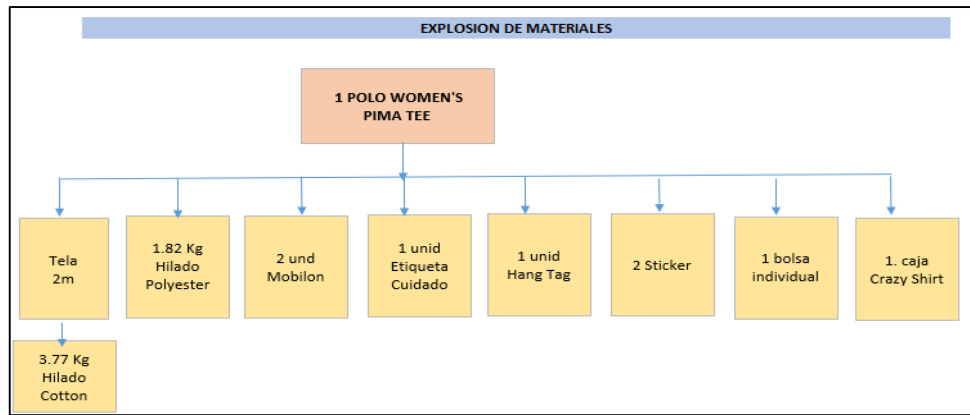 EXPLOSION DE MATERIALES
1 POLO WOMEN'S
PIMA TEE
Tela
2m
1.82 Kg
Hilado
Polyester
2 und
Mobilon
1 unid
Etiqueta
Cuidado
1 unid
Hang Tag
2 Sticker
1 bolsa
individual
1. caja
Crazy Shirt
3.77 Kg
Hilado
Cotton